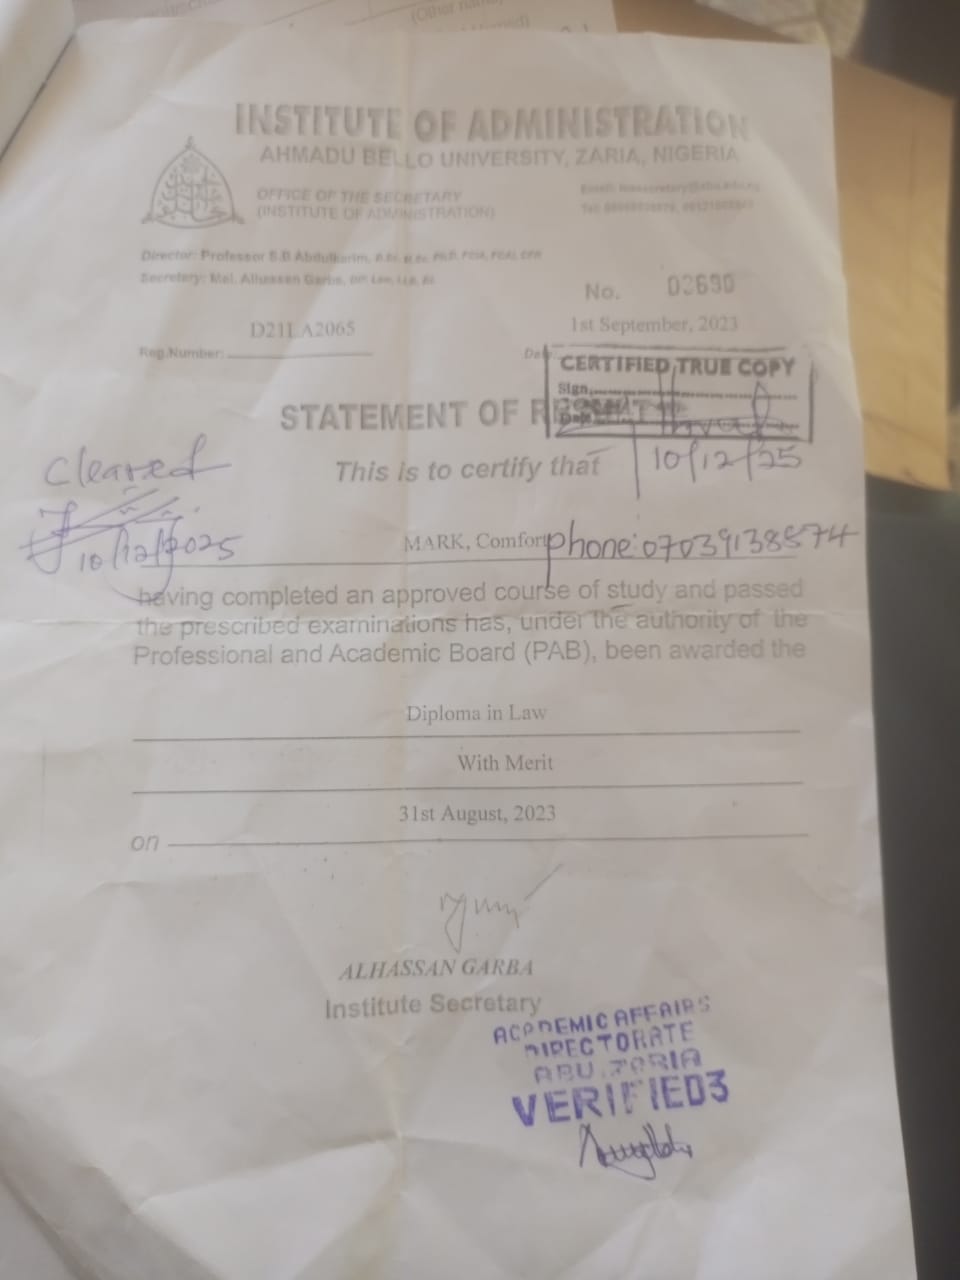 (Other name
INSTITUTE OF ADMINISTRATION
AHMADU BELLO UNIVERSITY, ZARIA, NIGERIA
OFFICE OF THE SECRETARY
(INSTITUTE OF ADMINISTRATION)
Director: Professor S.B Abdulkarim,
Secretary: Mal. Alhassan Garba,
No. 02690
D21LA2065
1st September, 2023
Reg.Number:
CERTIFIED TRUE COPY
Sign
STATEMENT OF
10/12/25
Cleared
This is to certify that
10/12/2025
MARK, Comfort phone: 07039138574
having completed an approved course of study and passed
the prescribed examinations has, under the authority of the
Professional and Academic Board (PAB), been awarded the
Diploma in Law
With Merit
31st August, 2023
on
ALHASSAN GARBA
Institute Secretary
ACADEMIC AFFAIRS
DIRECTORATE
ABU, ZARIA
VERIFIED3